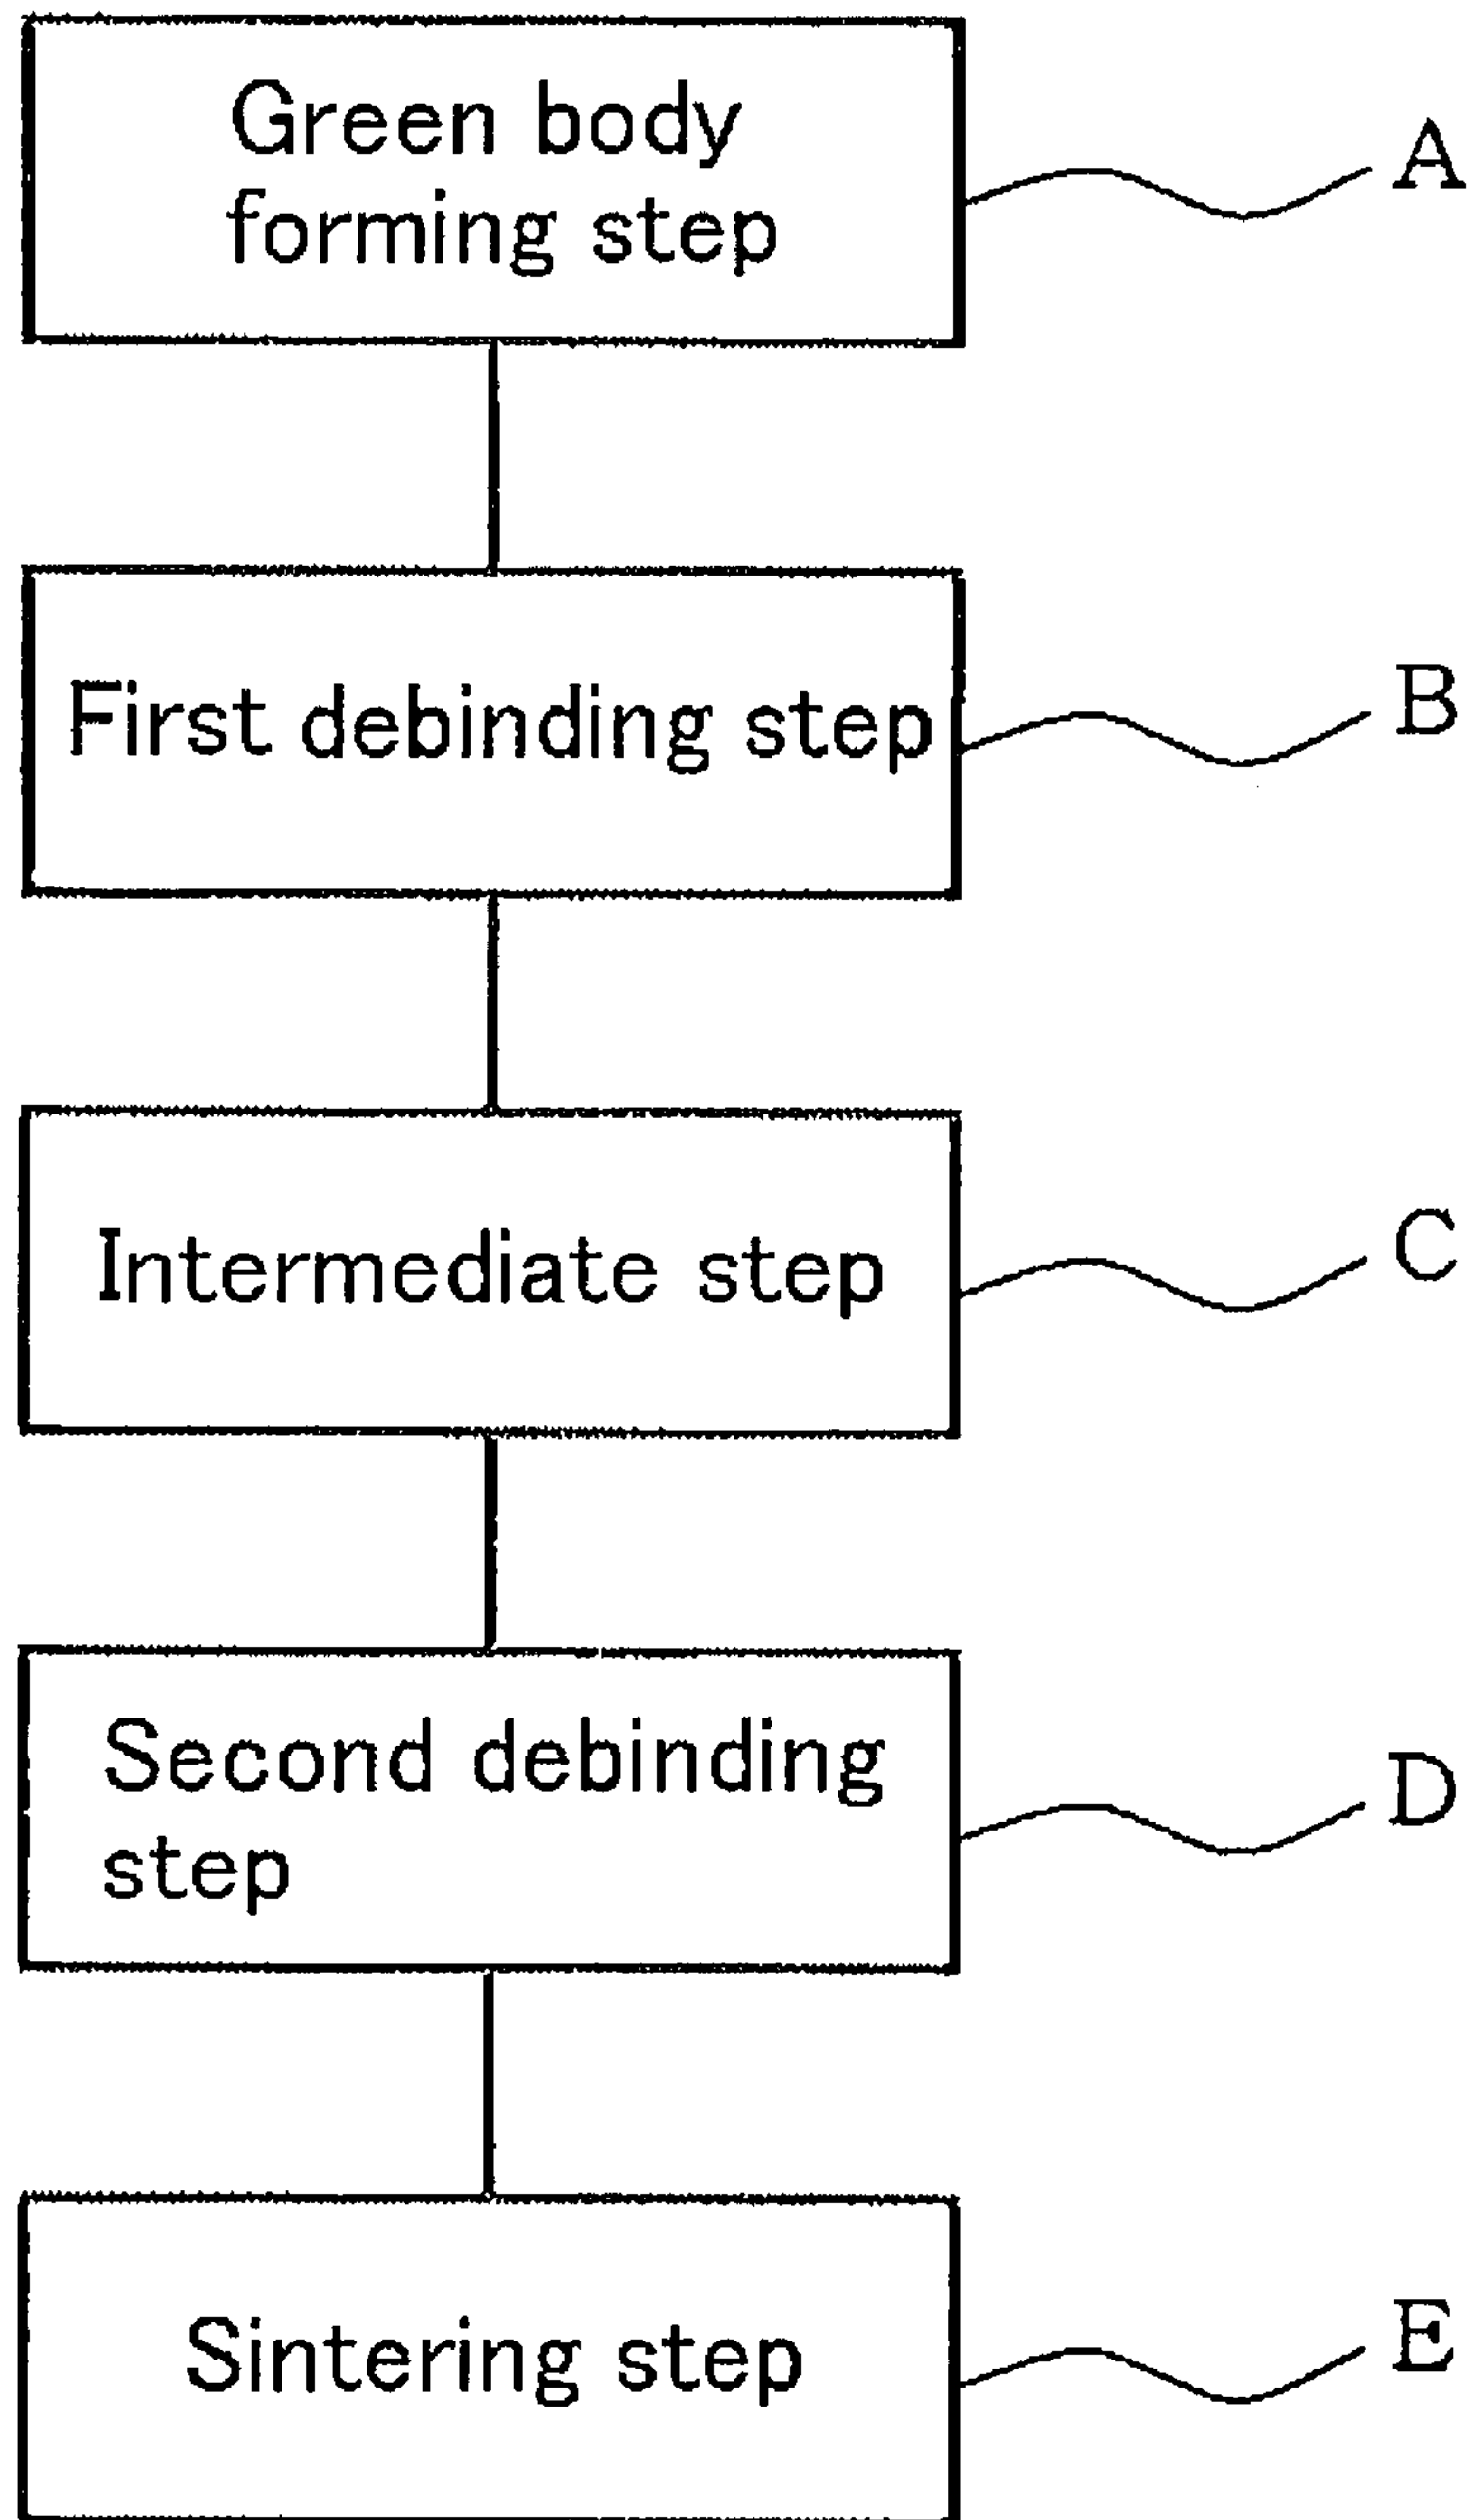 Green body
forming step
A
First debinding step
B
Intermediate step
C
Second debinding
step
D
Sintering step
E